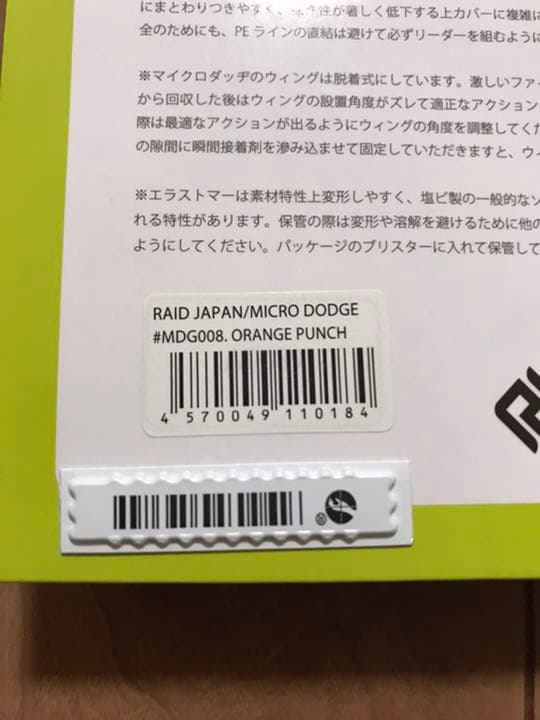 にまとわりつきやすく、
性が著しく低下する上カバーに複雑に
全のためにも、PE ラインの直結は避けて必ずリーダーを組むように
※マイクロダッヂのウィングは脱着式にしています。激しいファイ
から回収した後はウィングの設置角度がズレて適正なアクション
際は最適なアクションが出るようにウィングの角度を調整してくだ
の隙間に瞬間接着剤を滲み込ませて固定していただきますと、ウィ
※エラストマーは素材特性上変形しやすく、塩ビ製の一般的なソ
れる特性があります。保管の際は変形や溶解を避けるために他の
ようにしてください。パッケージのブリスターに入れて保管して
RAID JAPAN/MICRO DODGE
#MDG008. ORANGE PUNCH
4 570049 110184